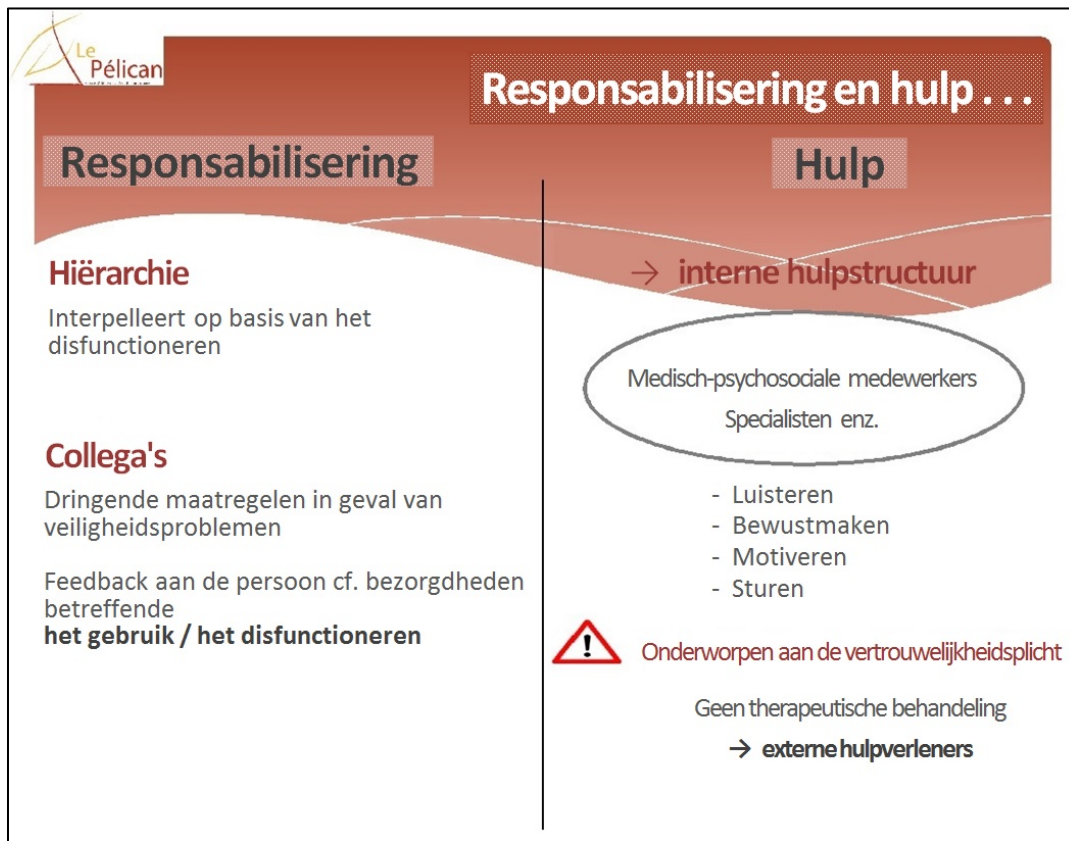 Le
Pélican
Responsabilisering en hulp . . .
Responsabilisering
Hulp
Hiërarchie
Interpelleert op basis van het
disfunctioneren
Collega's
Dringende maatregelen in geval van
veiligheidsproblemen
Feedback aan de persoon cf. bezorgdheden
betreffende
het gebruik / het disfunctioneren
→ interne hulpstructuur
Medisch-psychosociale medewerkers
Specialisten enz.
- Luisteren
- Bewustmaken
- Motiveren
- Sturen
!
Onderworpen aan de vertrouwelijkheidsplicht
Geen therapeutische behandeling
→ externe hulpverleners